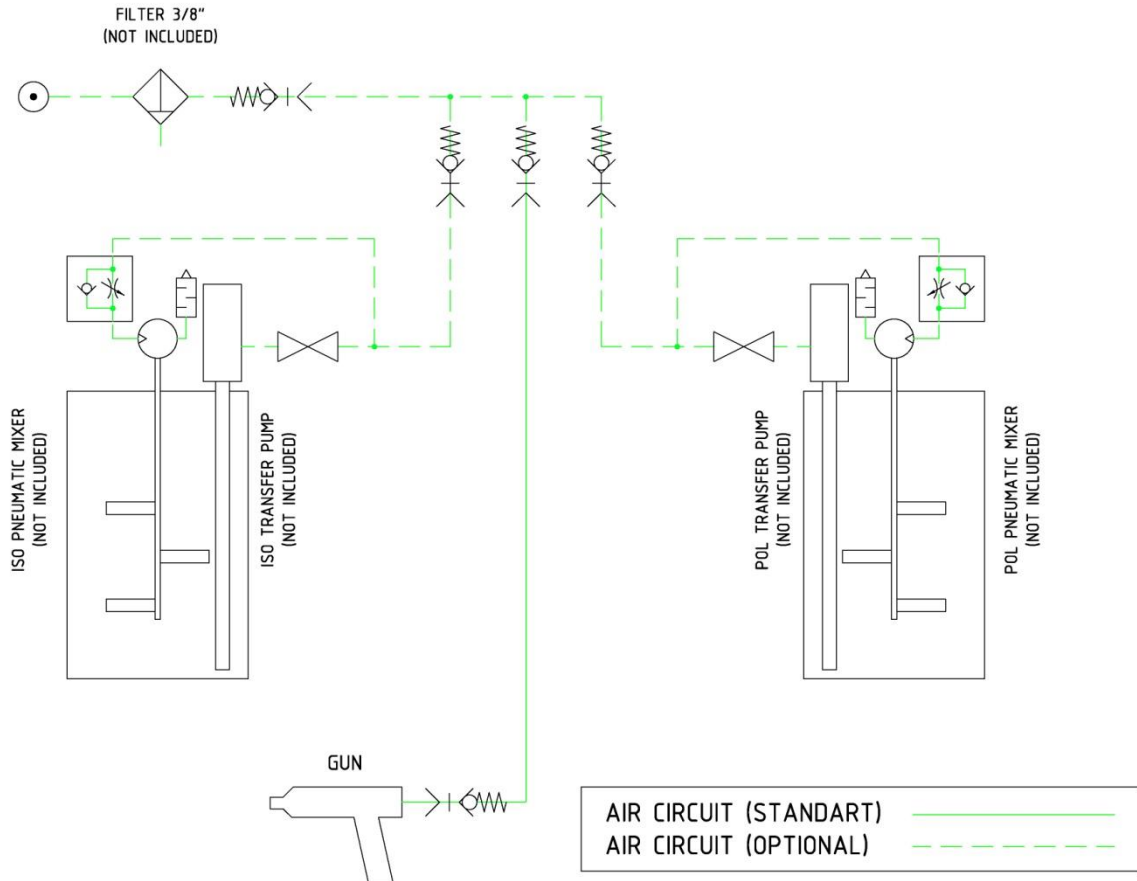 FILTER 3/8"
(NOT INCLUDED)
ISO PNEUMATIC MIXER
(NOT INCLUDED)
ISO TRANSFER PUMP
(NOT INCLUDED)
POL TRANSFER PUMP
(NOT INCLUDED)
POL PNEUMATIC MIXER
(NOT INCLUDED)
GUN
AIR CIRCUIT (STANDART)
AIR CIRCUIT (OPTIONAL)